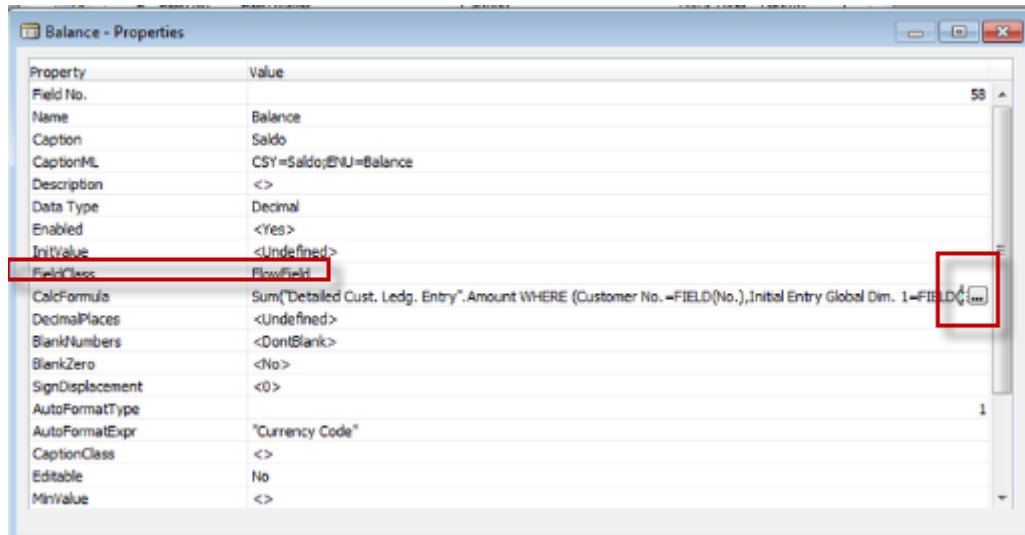 Balance - Properties
Property Value
Field No. 58
Name Balance
Caption Saldo
CaptionML CSY=Saldo;ENU=Balance
Description <>
Data Type Decimal
Enabled <Yes>
InitValue <Undefined>
FieldClass FlowField
CalcFormula Sum("Detailed Cust. Ledg. Entry".Amount WHERE (Customer No.=FIELD(No.),Initial Entry Global Dim. 1=FIELD( ...
DecimalPlaces <Undefined>
BlankNumbers <DontBlank>
BlankZero <No>
SignDisplacement <0>
AutoFormatType 1
AutoFormatExpr "Currency Code"
CaptionClass <>
Editable No
MinValue <>